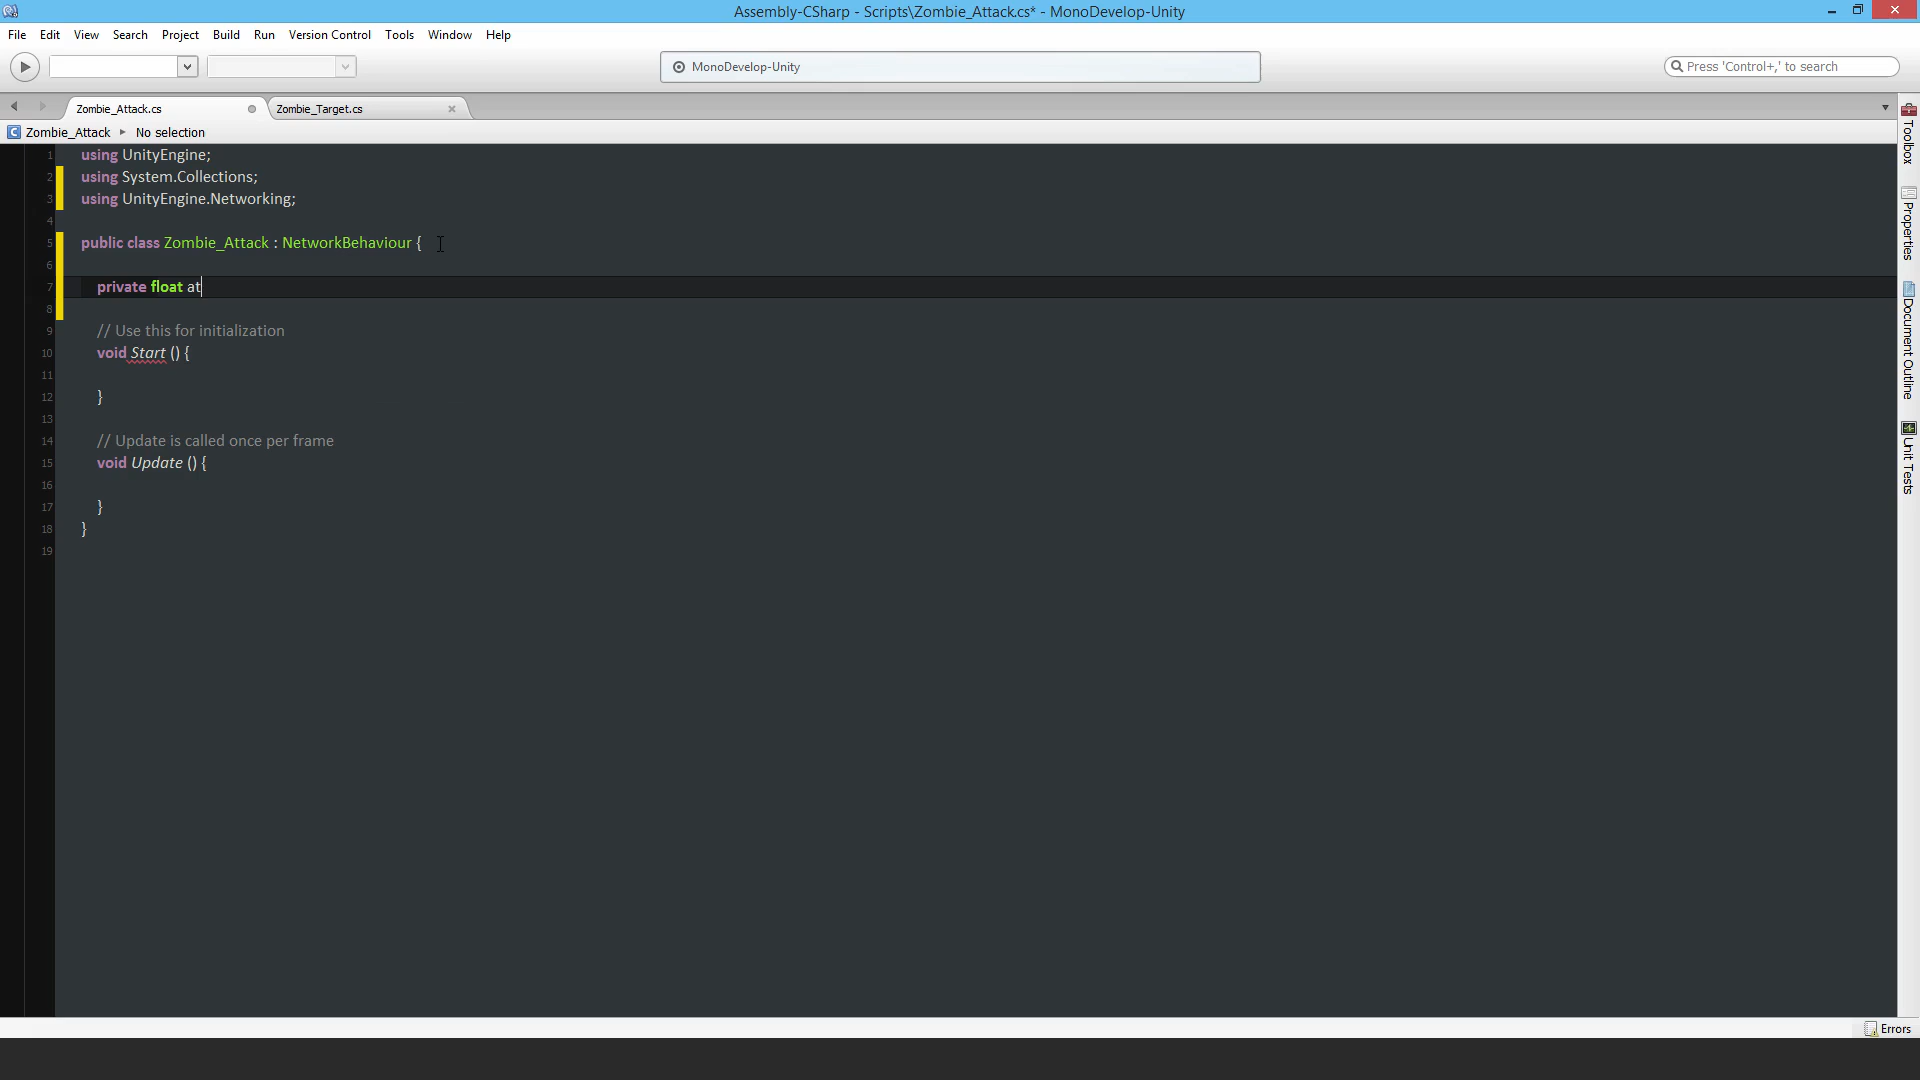 Assembly-CSharp - Scripts\Zombie_Attack.cs* - MonoDevelop-Unity
File Edit View Search Project Build Run Version Control Tools Window Help
MonoDevelop-Unity
Press 'Control+,' to search
Zombie_Attack.cs Zombie_Target.cs
Zombie_Attack No selection
1 using UnityEngine;
2 using System.Collections;
3 using UnityEngine.Networking;
4
5 public class Zombie_Attack : NetworkBehaviour {
6
7 private float at
8
9 // Use this for initialization
10 void Start () {
11
12 }
13
14 // Update is called once per frame
15 void Update () {
16
17 }
18 }
19
Toolbox
Properties
Document Outline
Unit Tests
Errors